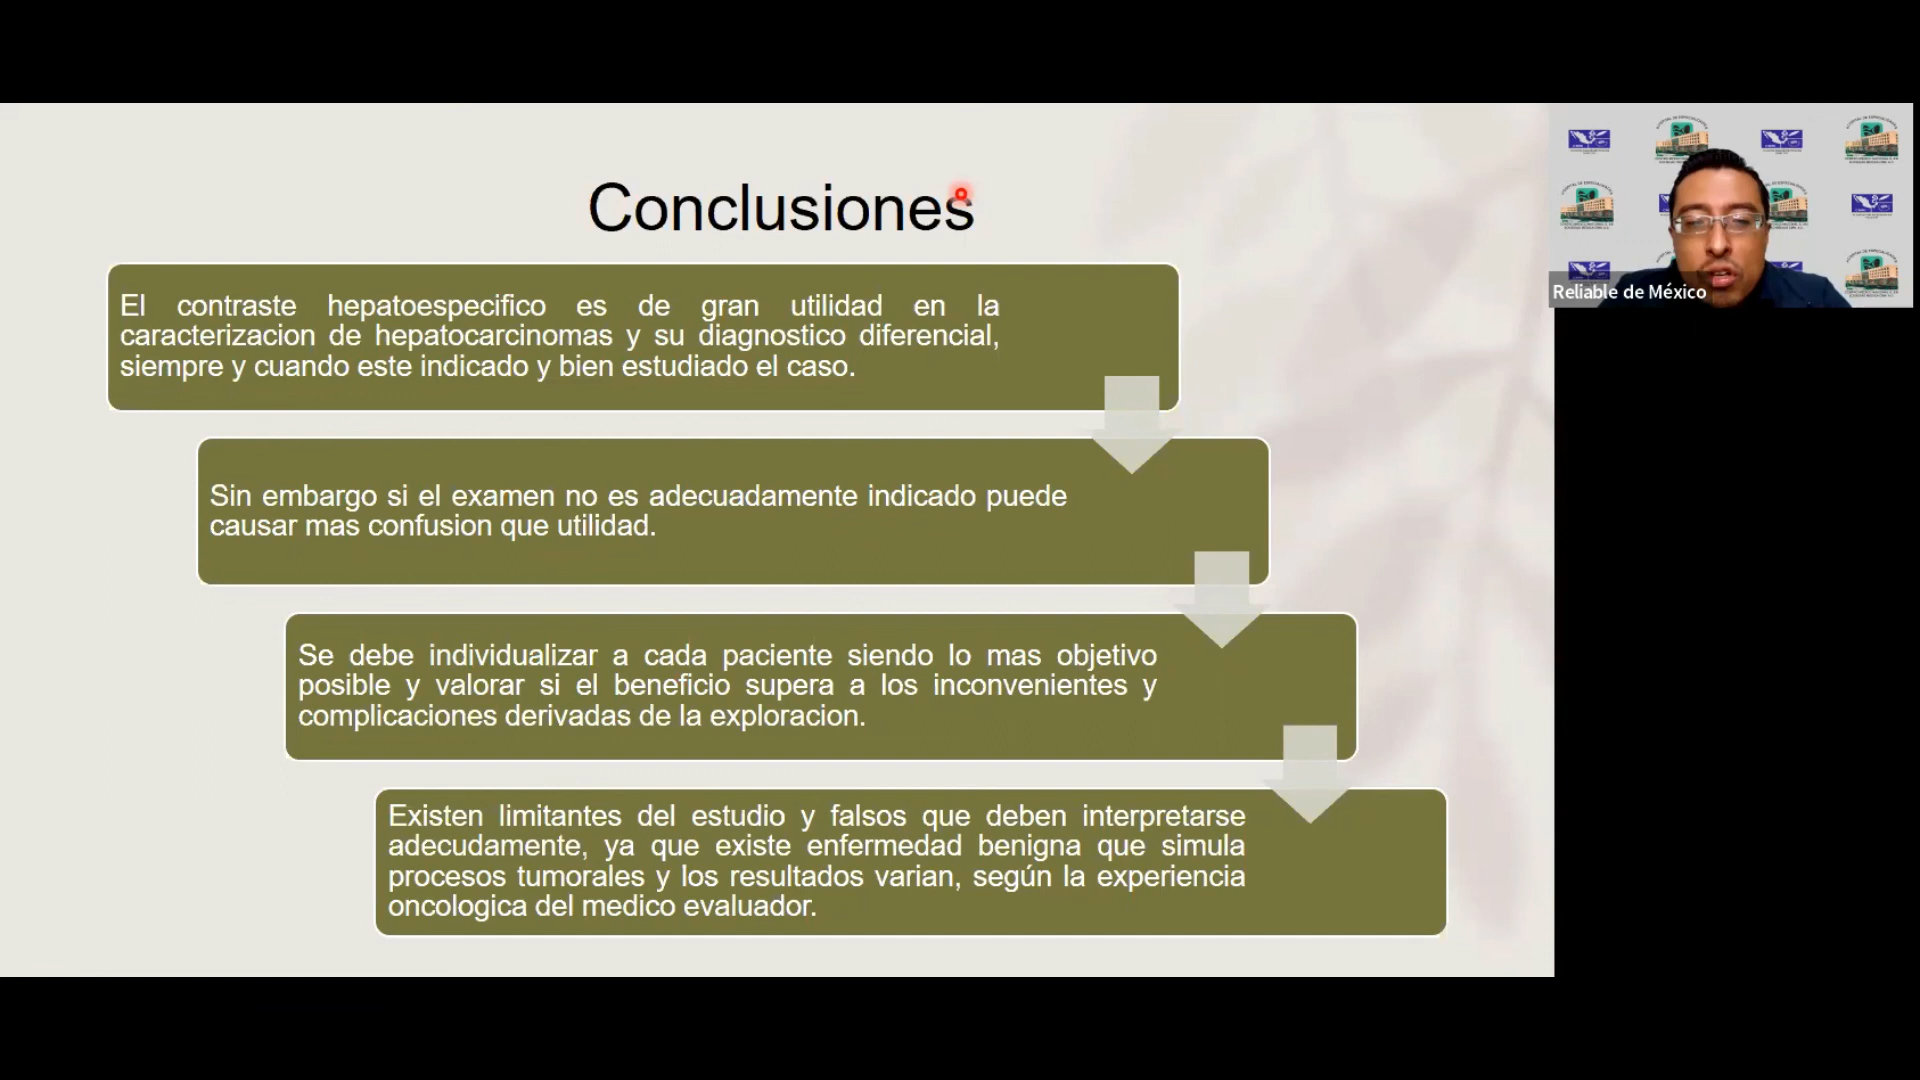 Conclusiones
El contraste hepatoespecifico es de gran utilidad en la
caracterizacion de hepatocarcinomas y su diagnostico diferencial,
siempre y cuando este indicado y bien estudiado el caso.
Sin embargo si el examen no es adecuadamente indicado puede
causar mas confusion que utilidad.
Se debe individualizar a cada paciente siendo lo mas objetivo
posible y valorar si el beneficio supera a los inconvenientes y
complicaciones derivadas de la exploracion.
Existen limitantes del estudio y falsos que deben interpretarse
adecudamente, ya que existe enfermedad benigna que simula
procesos tumorales y los resultados varian, según la experiencia
oncologica del medico evaluador.
Reliable de México